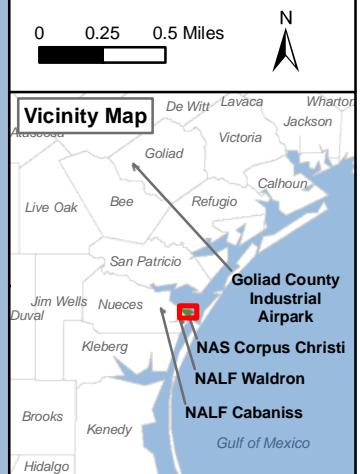 N
0 0.25 0.5 Miles
Vicinity Map
De Witt
Lavaca
Wharton
Jackson
Atascosa
Goliad
Victoria
Calhoun
Live Oak
Bee
Refugio
San Patricio
Goliad County
Industrial
Airpark
Jim Wells
Nueces
Duval
NAS Corpus Christi
Kleberg
NALF Waldron
NALF Cabaniss
Brooks
Kenedy
Gulf of Mexico
Hidalgo